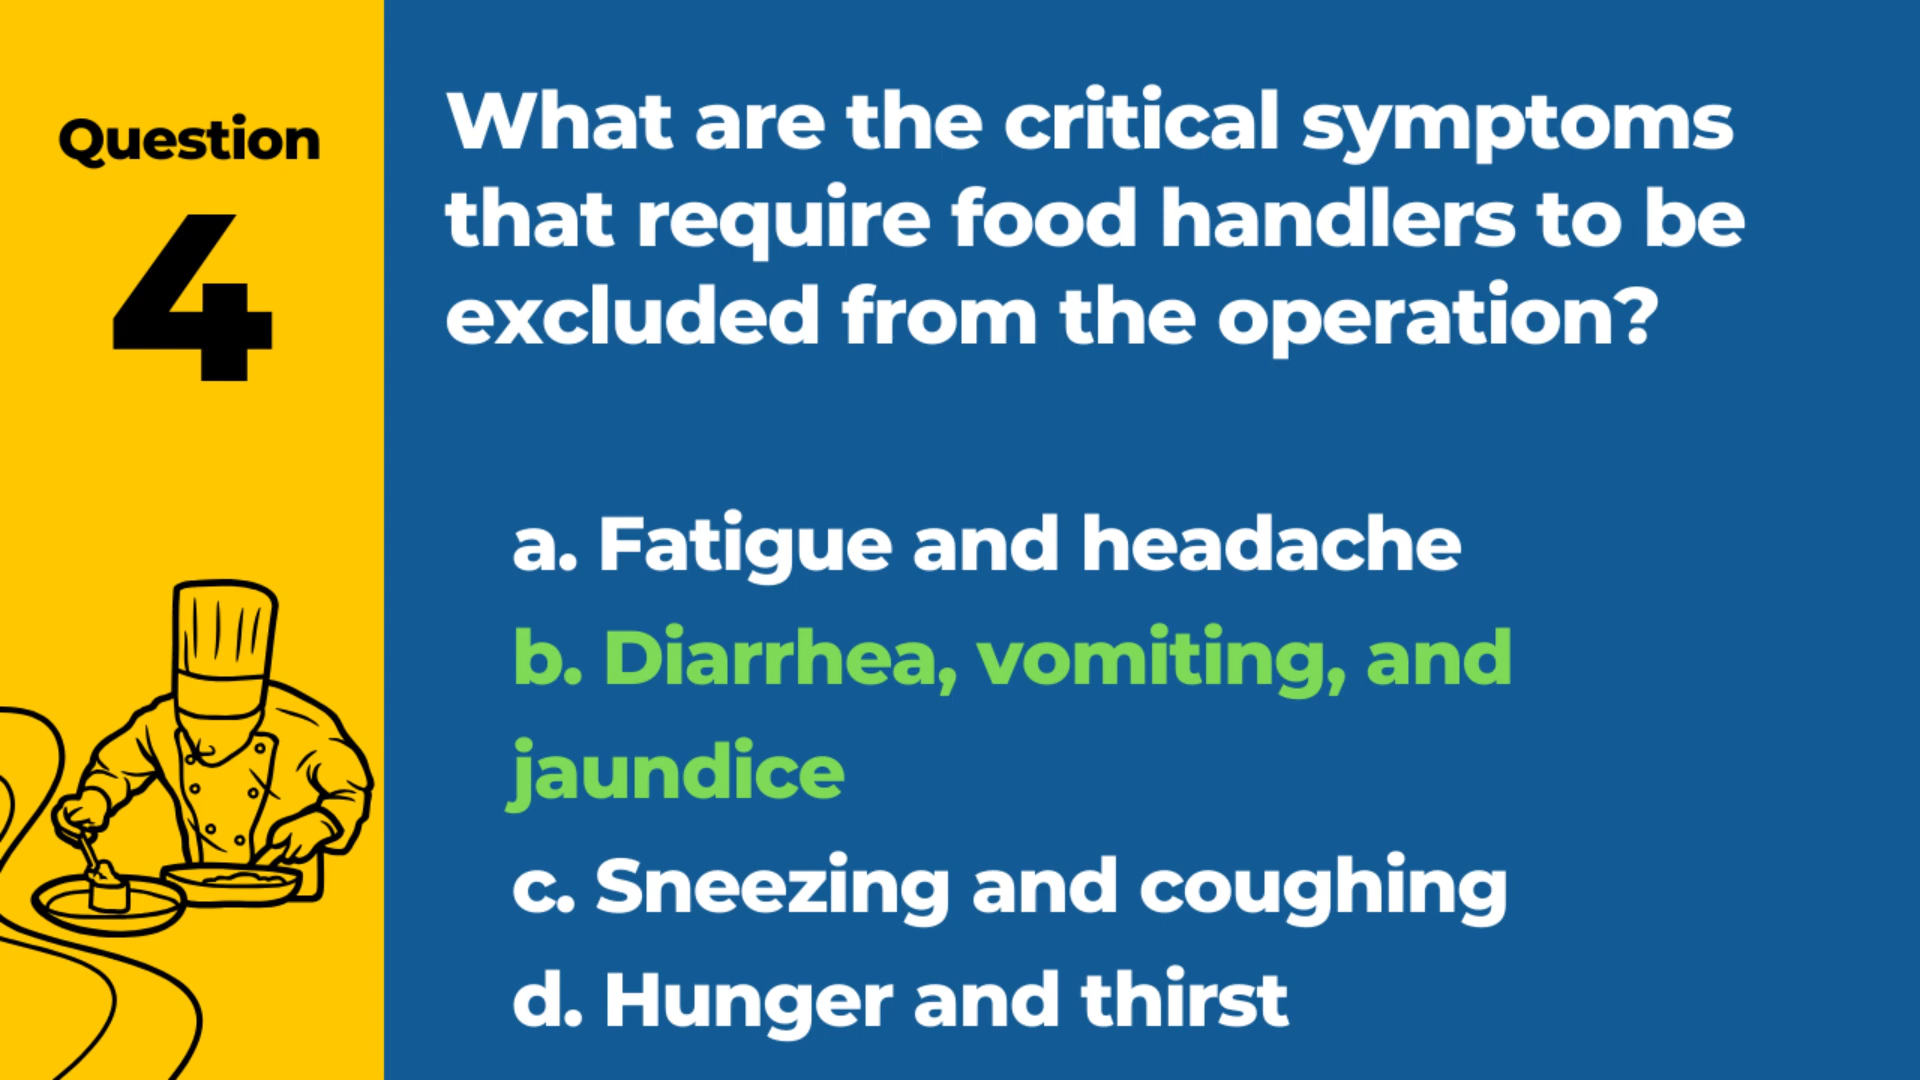 Question
4
What are the critical symptoms
that require food handlers to be
excluded from the operation?
a. Fatigue and headache
b. Diarrhea, vomiting, and
jaundice
c. Sneezing and coughing
d. Hunger and thirst